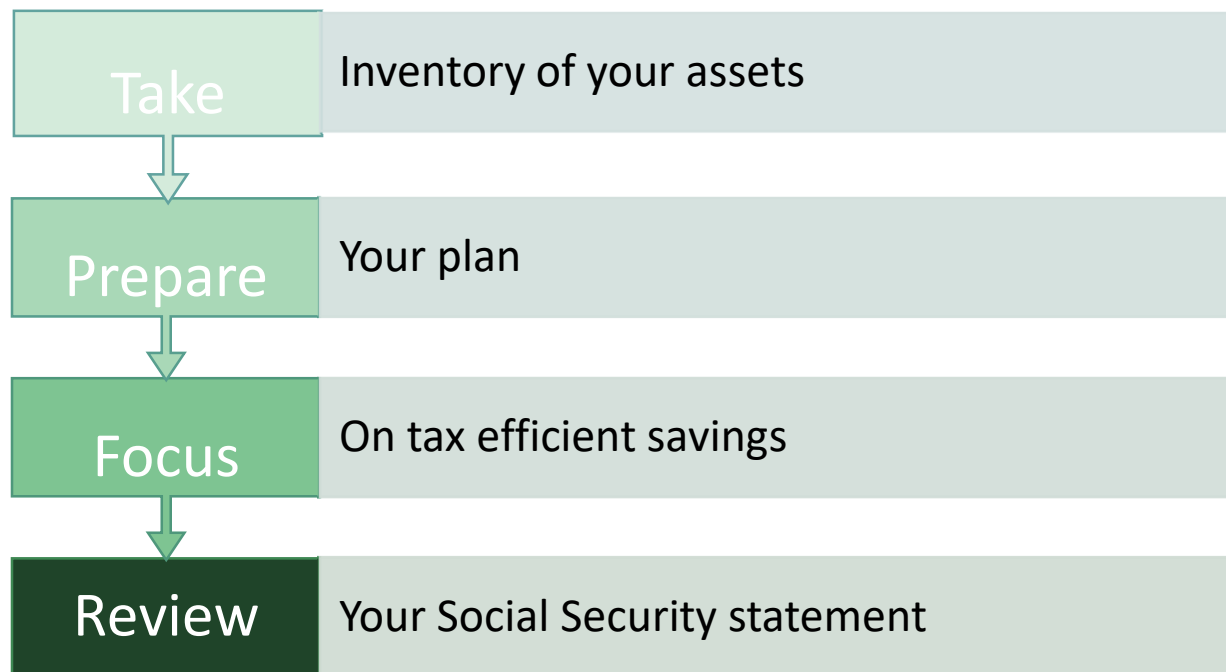 Take
Inventory of your assets
Prepare
Your plan
Focus
On tax efficient savings
Review
Your Social Security statement